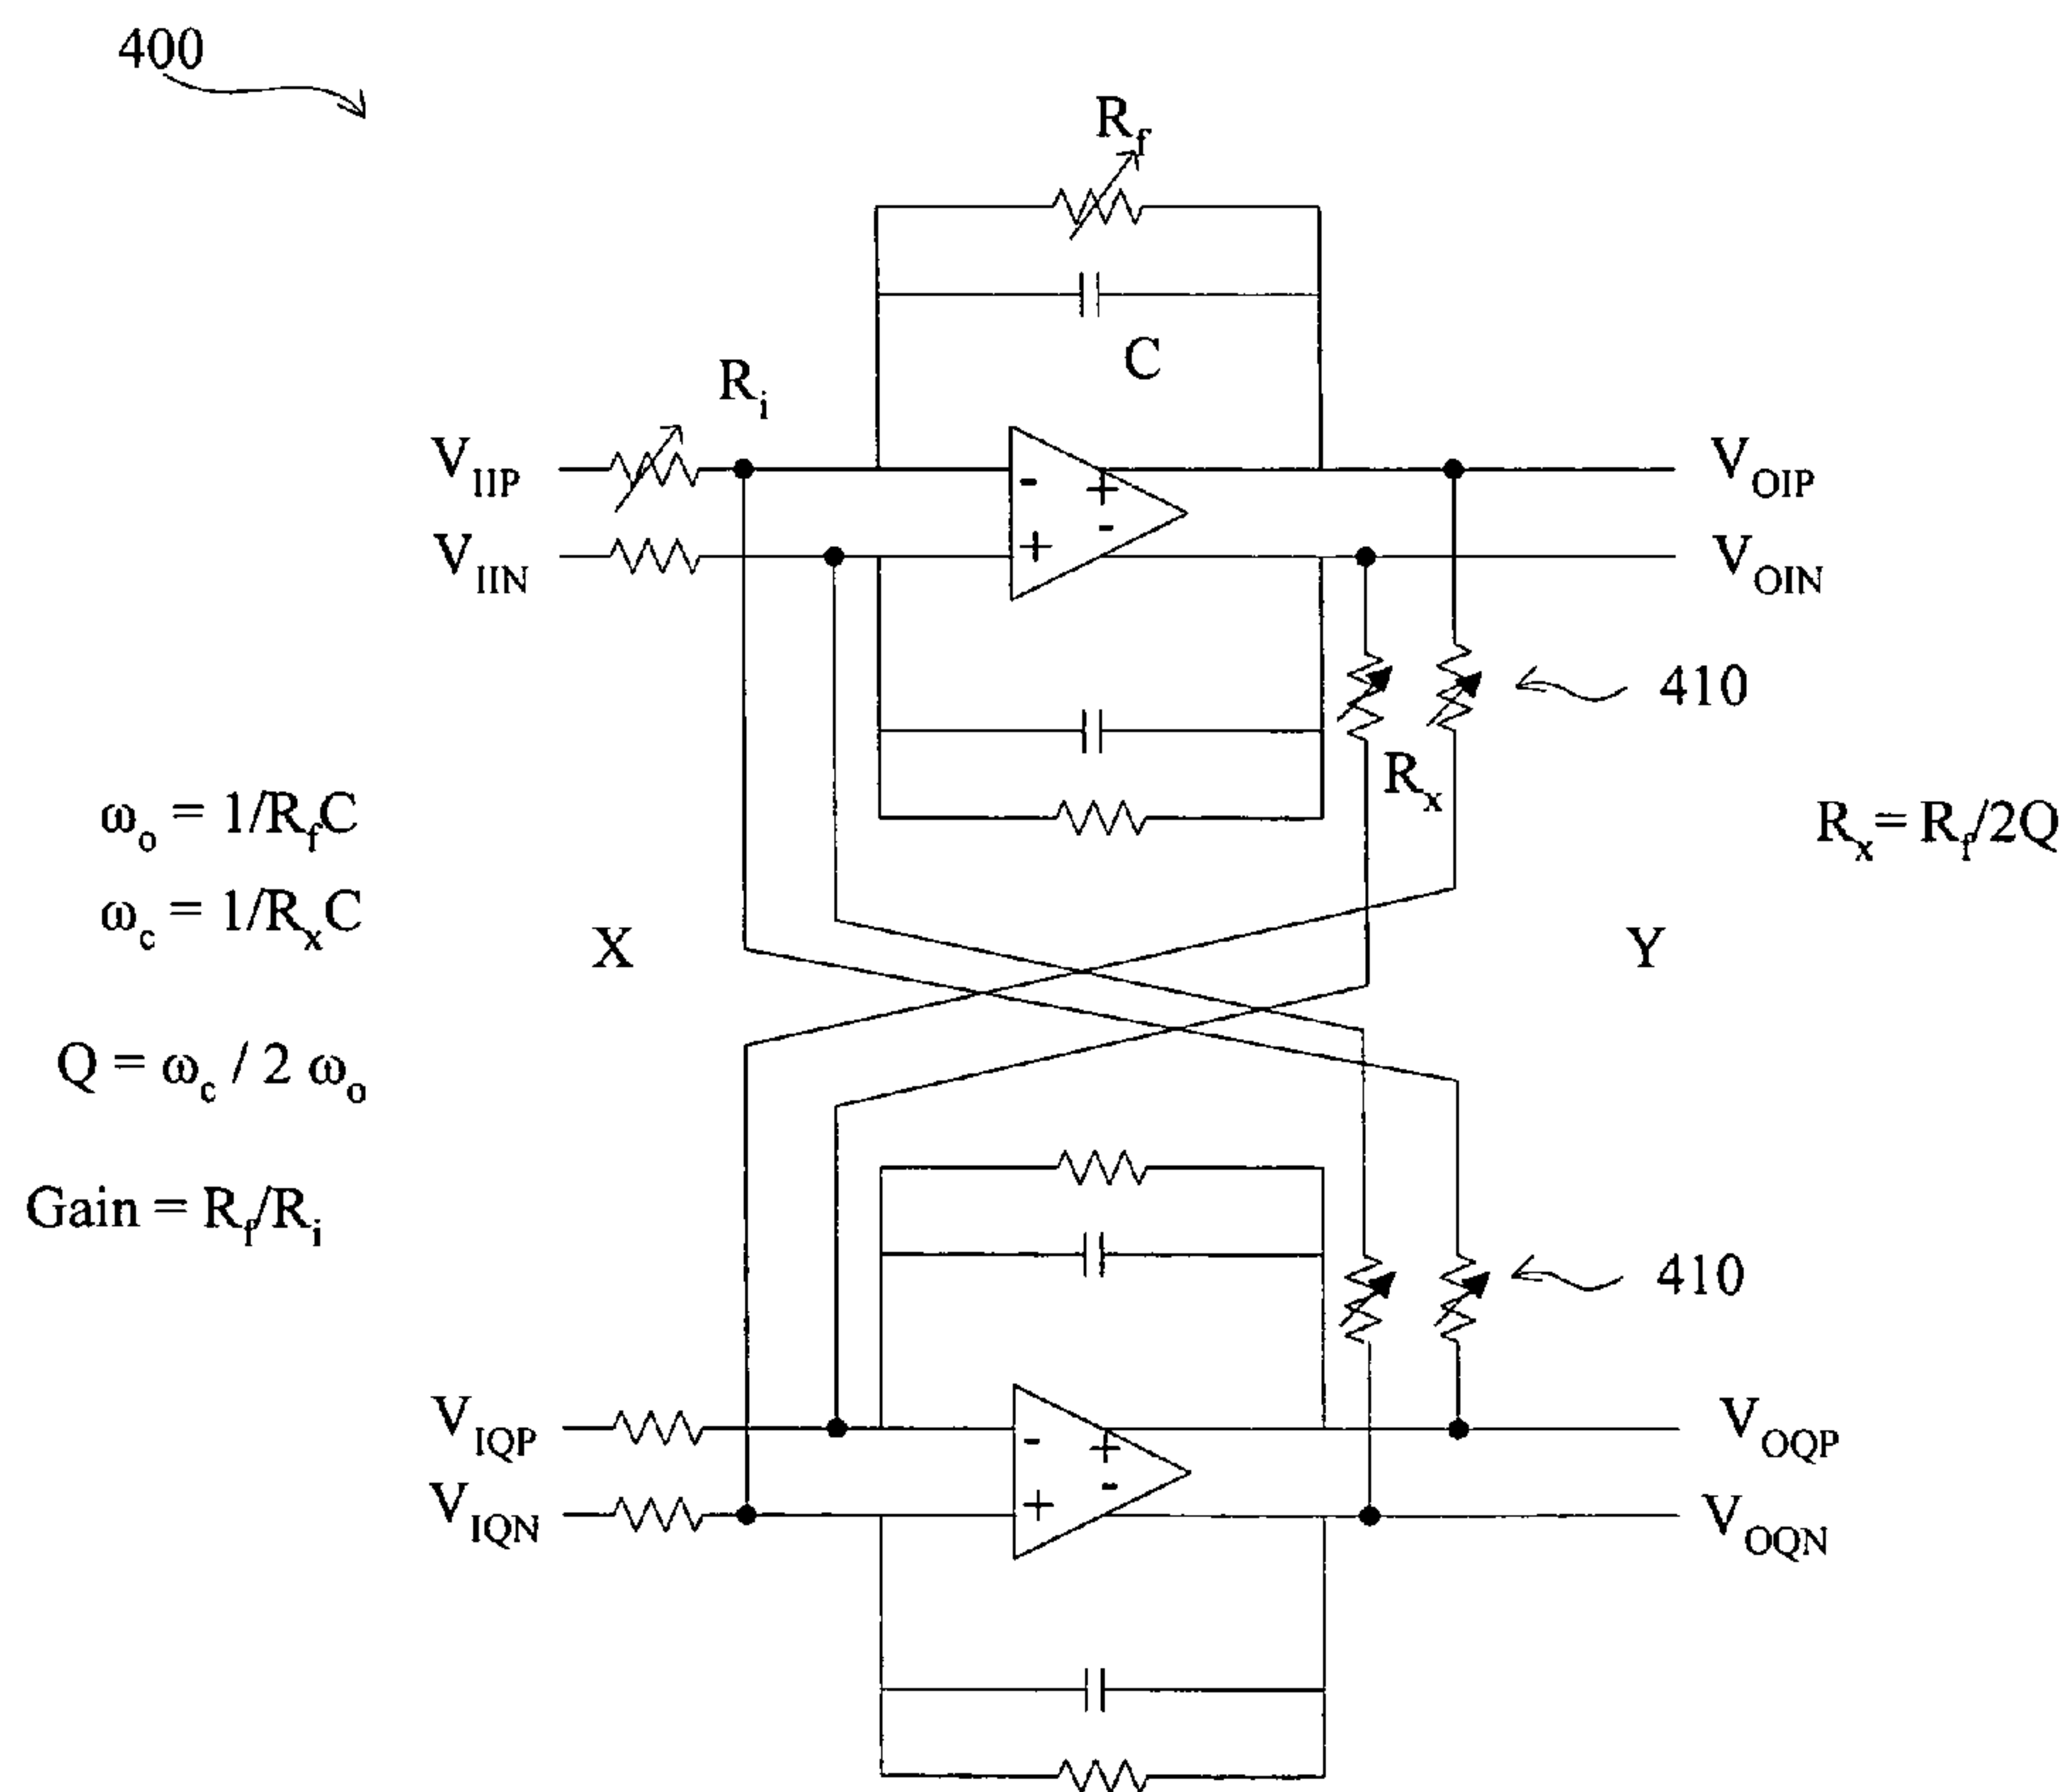 400
R_f
C
R_i
V_IIP
- +
V_OIP
V_IIN
+ -
V_OIN
410
R_x
ω_o = 1/R_fC
R_x = R_f/2Q
ω_c = 1/R_xC
X
Y
Q = ω_c / 2 ω_o
Gain = R_f/R_i
410
V_IQP
- +
V_OQP
V_IQN
+ -
V_OQN